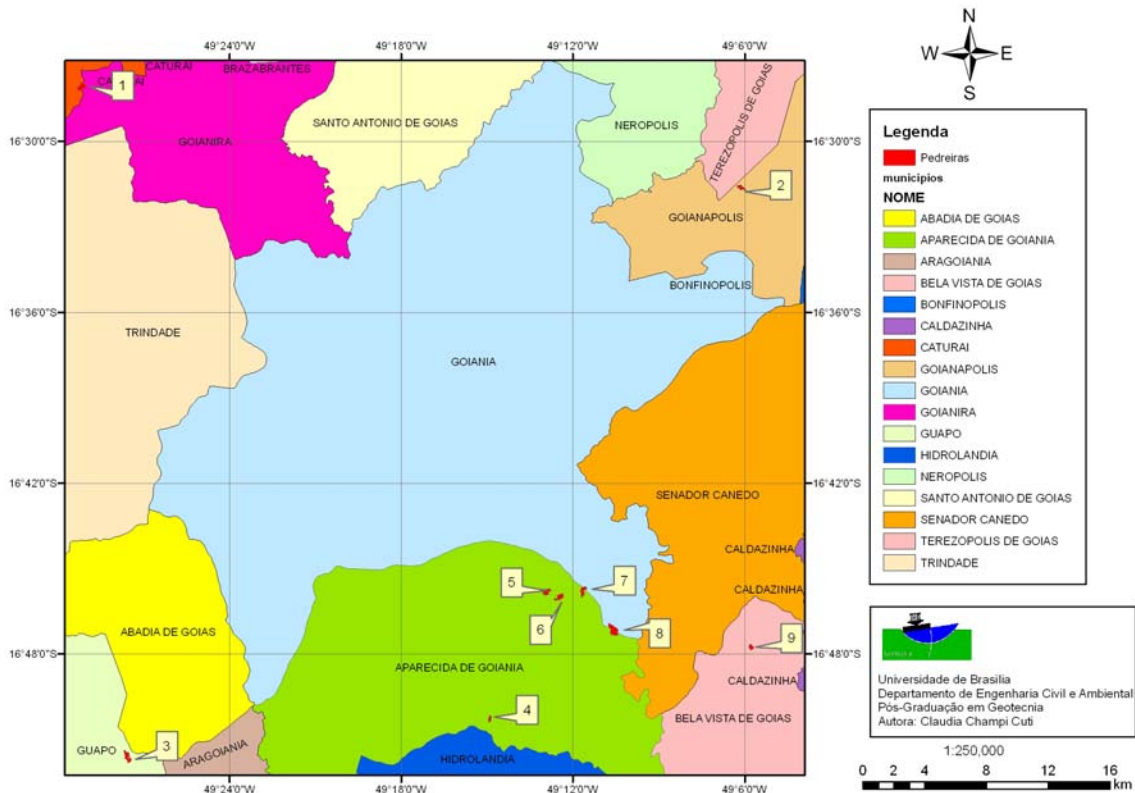 49°24'0"W 49°18'0"W 49°12'0"W 49°6'0"W
N
W E
S
CATURAI
BRAZABRANTES
1
SANTO ANTONIO DE GOIAS
NEROPOLIS
TEREZOPOLIS DE GOIAS
16°30'0"S 16°30'0"S
GOIANIRA
2
GOIANAPOLIS
BONFINOPOLIS
16°36'0"S 16°36'0"S
TRINDADE
GOIANIA
16°42'0"S 16°42'0"S
SENADOR CANEDO
CALDAZINHA
5
7
CALDAZINHA
6
8
9
ABADIA DE GOIAS
16°48'0"S 16°48'0"S
APARECIDA DE GOIANIA
CALDAZINHA
4
BELA VISTA DE GOIAS
GUAPO
3
ARAGOIANIA
HIDROLANDIA
49°24'0"W 49°18'0"W 49°12'0"W 49°6'0"W
Legenda
Pedreiras
municipios
NOME
ABADIA DE GOIAS
APARECIDA DE GOIANIA
ARAGOIANIA
BELA VISTA DE GOIAS
BONFINOPOLIS
CALDAZINHA
CATURAI
GOIANAPOLIS
GOIANIA
GOIANIRA
GUAPO
HIDROLANDIA
NEROPOLIS
SANTO ANTONIO DE GOIAS
SENADOR CANEDO
TEREZOPOLIS DE GOIAS
TRINDADE
Universidade de Brasilia
Departamento de Engenharia Civil e Ambiental
Pós-Graduação em Geotecnia
Autora: Claudia Champi Cuti
1:250,000
0 2 4 8 12 16
km